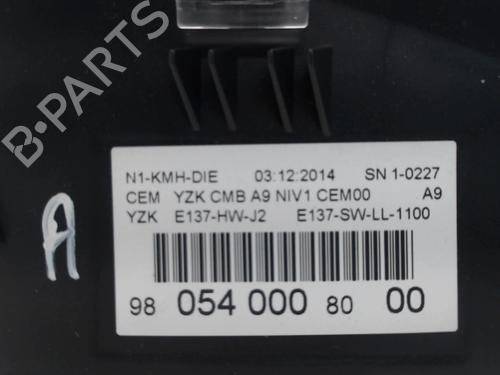 B-PARTS
N1-KMH-DIE 03:12:2014 SN 1-0227
CEM YZK CMB A9 NIV1 CEM00 A9
YZK E137-HW-J2 E137-SW-LL-1100
98 054 000 80 00
A